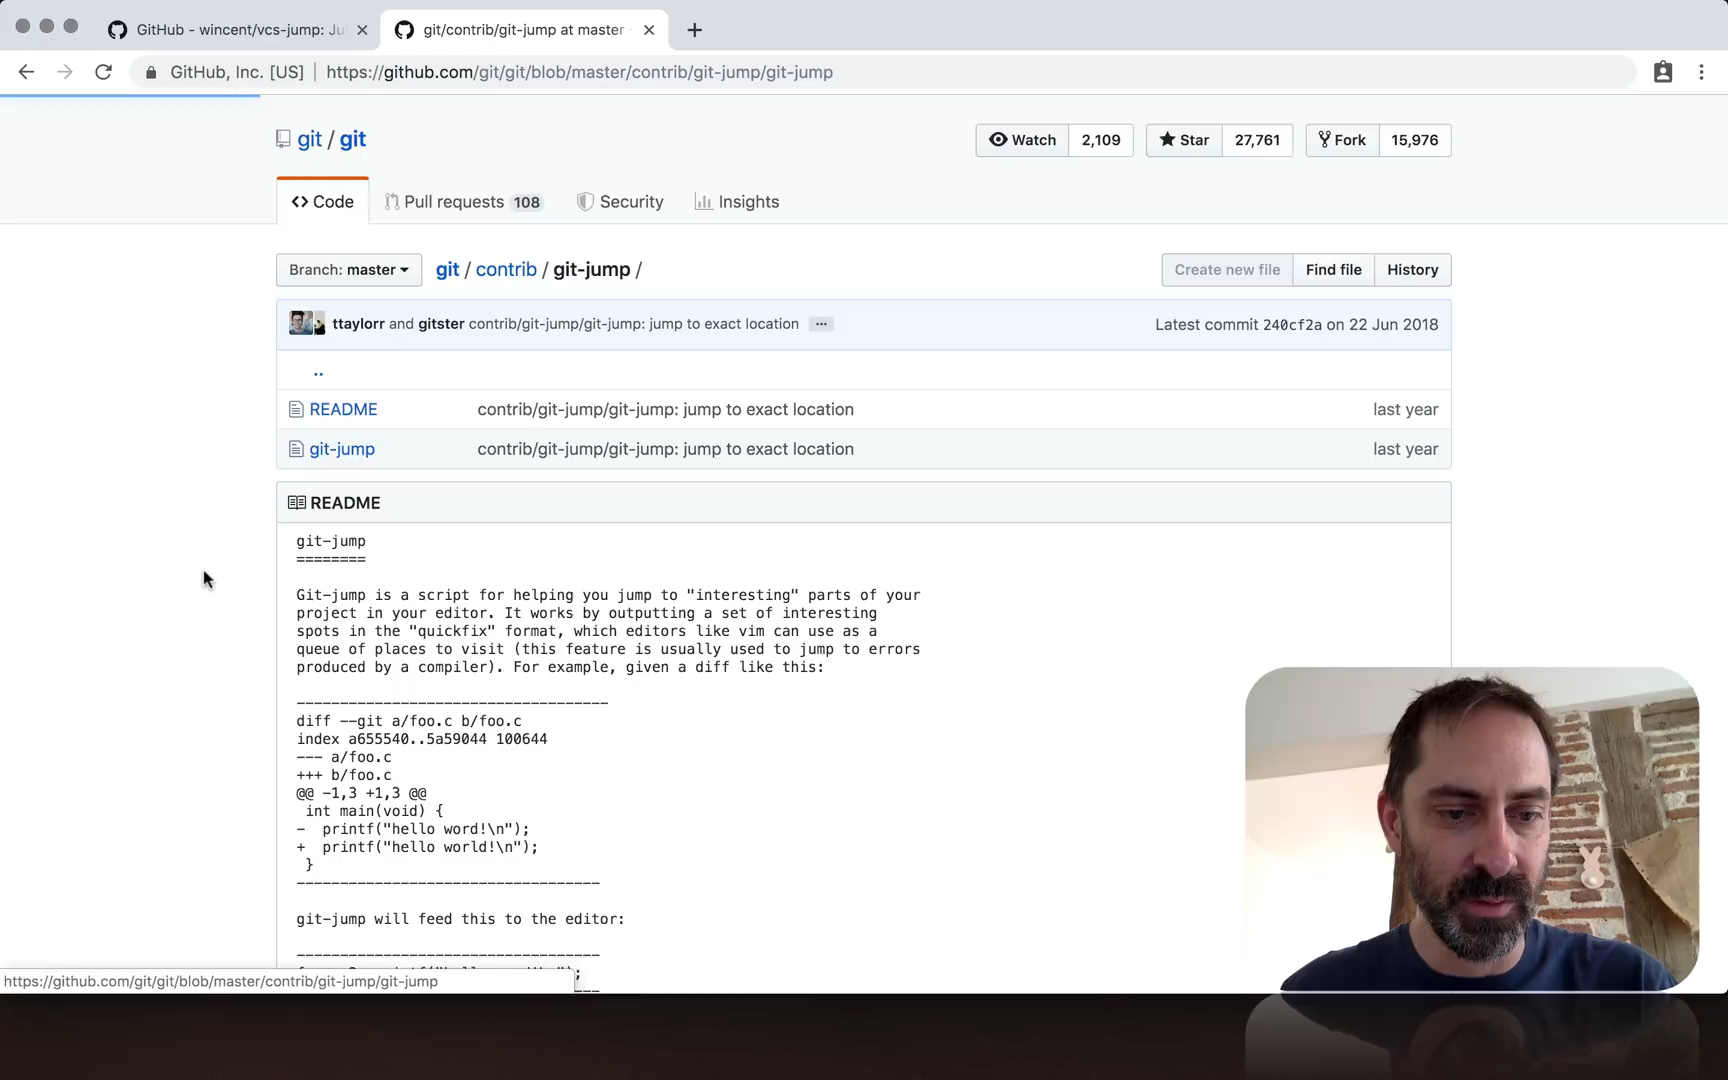 GitHub - wincent/vcs-jump: Ju
git/contrib/git-jump at master ·
GitHub, Inc. [US] | https://github.com/git/git/blob/master/contrib/git-jump/git-jump
git / git
Watch 2,109 Star 27,761 Fork 15,976
Code Pull requests 108 Security Insights
Branch: master git / contrib / git-jump / Create new file Find file History
ttaylorr and gitster contrib/git-jump/git-jump: jump to exact location ... Latest commit 240cf2a on 22 Jun 2018
..
README contrib/git-jump/git-jump: jump to exact location last year
git-jump contrib/git-jump/git-jump: jump to exact location last year
README
git-jump
========
Git-jump is a script for helping you jump to "interesting" parts of your
project in your editor. It works by outputting a set of interesting
spots in the "quickfix" format, which editors like vim can use as a
queue of places to visit (this feature is usually used to jump to errors
produced by a compiler). For example, given a diff like this:
------------------------------------
diff --git a/foo.c b/foo.c
index a655540..5a59044 100644
--- a/foo.c
+++ b/foo.c
@@ -1,3 +1,3 @@
int main(void) {
-  printf("hello word!\n");
+  printf("hello world!\n");
}
-----------------------------------
git-jump will feed this to the editor:
-----------------------------------
https://github.com/git/git/blob/master/contrib/git-jump/git-jump